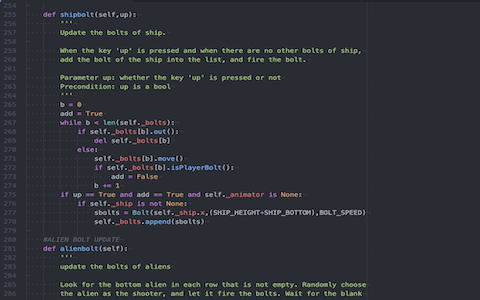 254
255 def shipbolt(self,up):
256 '''
257 Update the bolts of ship.
258
259 When the key 'up' is pressed and when there are no other bolts of ship,
260 add the bolt of the ship into the list, and fire the bolt.
261
262 Parameter up: whether the key 'up' is pressed or not
263 Precondition: up is a bool
264 '''
265 b = 0
266 add = True
267 while b < len(self._bolts):
268 if self._bolts[b].out():
269 del self._bolts[b]
270 else:
271 self._bolts[b].move()
272 if self._bolts[b].isPlayerBolt():
273 add = False
274 b += 1
275 if up == True and add == True and self._animator is None:
276 if self._ship is not None:
277 sbolts = Bolt(self._ship.x,(SHIP_HEIGHT+SHIP_BOTTOM),BOLT_SPEED)
278 self._bolts.append(sbolts)
279
280 #ALIEN BOLT UPDATE
281 def alienbolt(self):
282 '''
283 update the bolts of aliens
284
285 Look for the bottom alien in each row that is not empty. Randomly choose
286 the alien as the shooter, and let it fire the bolts. Wait for the blank